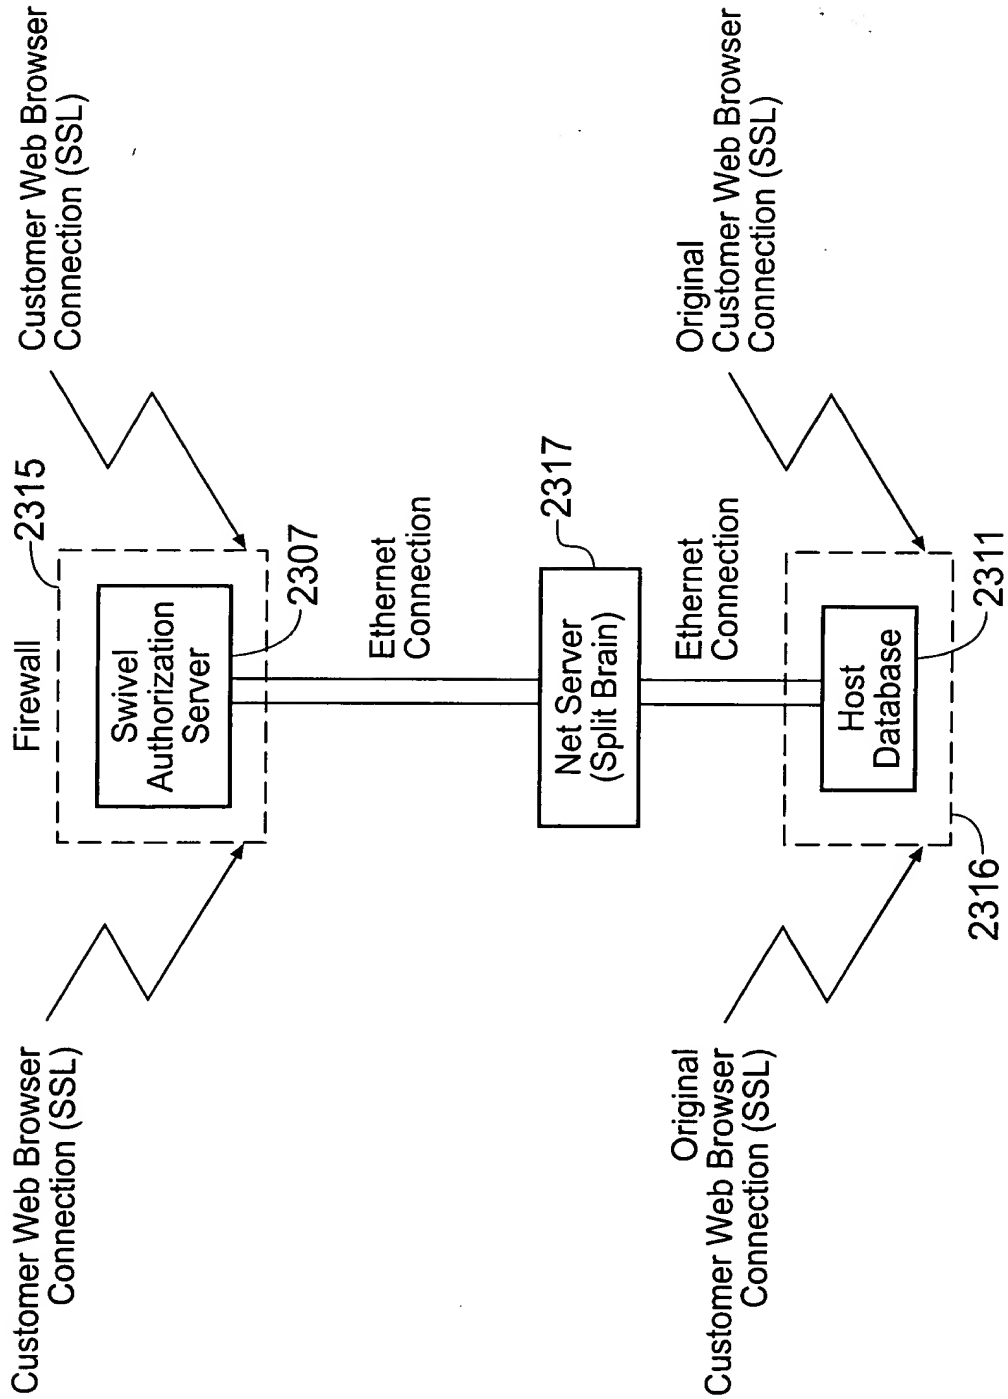 Customer Web Browser
Connection (SSL)
Firewall
2315
Customer Web Browser
Connection (SSL)
Swivel
Authorization
Server
2307
Ethernet
Connection
Net Server
(Split Brain)
2317
Original
Customer Web Browser
Connection (SSL)
Ethernet
Connection
Original
Customer Web Browser
Connection (SSL)
Host
Database
2316
2311